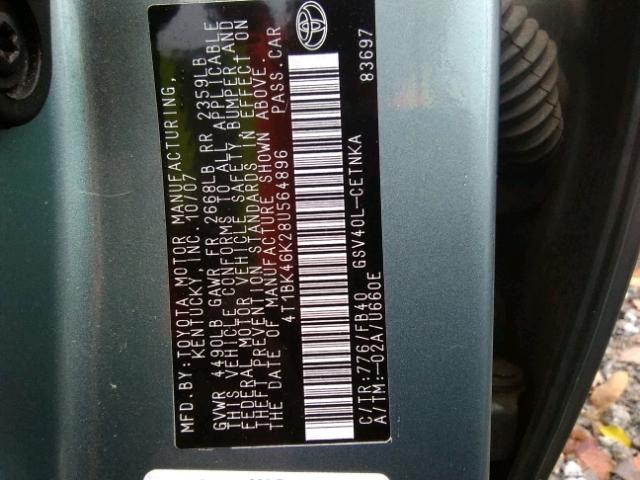 MFD.BY:TOYOTA MOTOR MANUFACTURING,
KENTUCKY, INC. 10/07
GVWR 4490LB GAWR FR 2668LB RR 2359LB
THIS VEHICLE CONFORMS TO ALL APPLICABLE
FEDERAL MOTOR VEHICLE SAFETY, BUMPER, AND
THEFT PREVENTION STANDARDS IN EFFECT ON
THE DATE OF MANUFACTURE SHOWN ABOVE.
4T1BK46K28U564896 PASS.CAR
C/TR:776/FB40 GSV40L-CETNKA
A/TM:-02A/U660E 83697